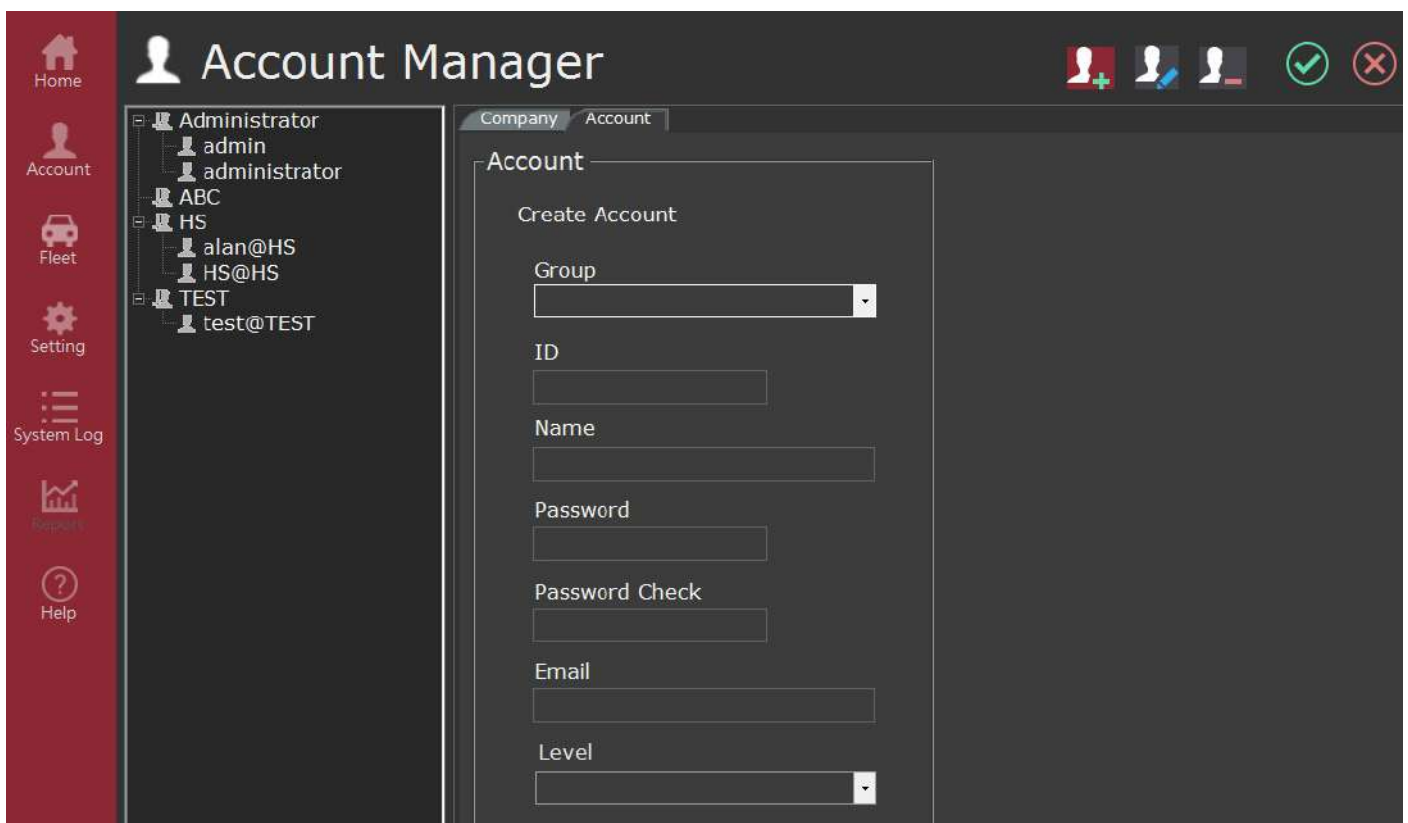 Home
Account
Fleet
Setting
System Log
Report
Help
Account Manager
Administrator
admin
administrator
ABC
HS
alan@HS
HS@HS
TEST
test@TEST
Company Account
Account
Create Account
Group
ID
Name
Password
Password Check
Email
Level